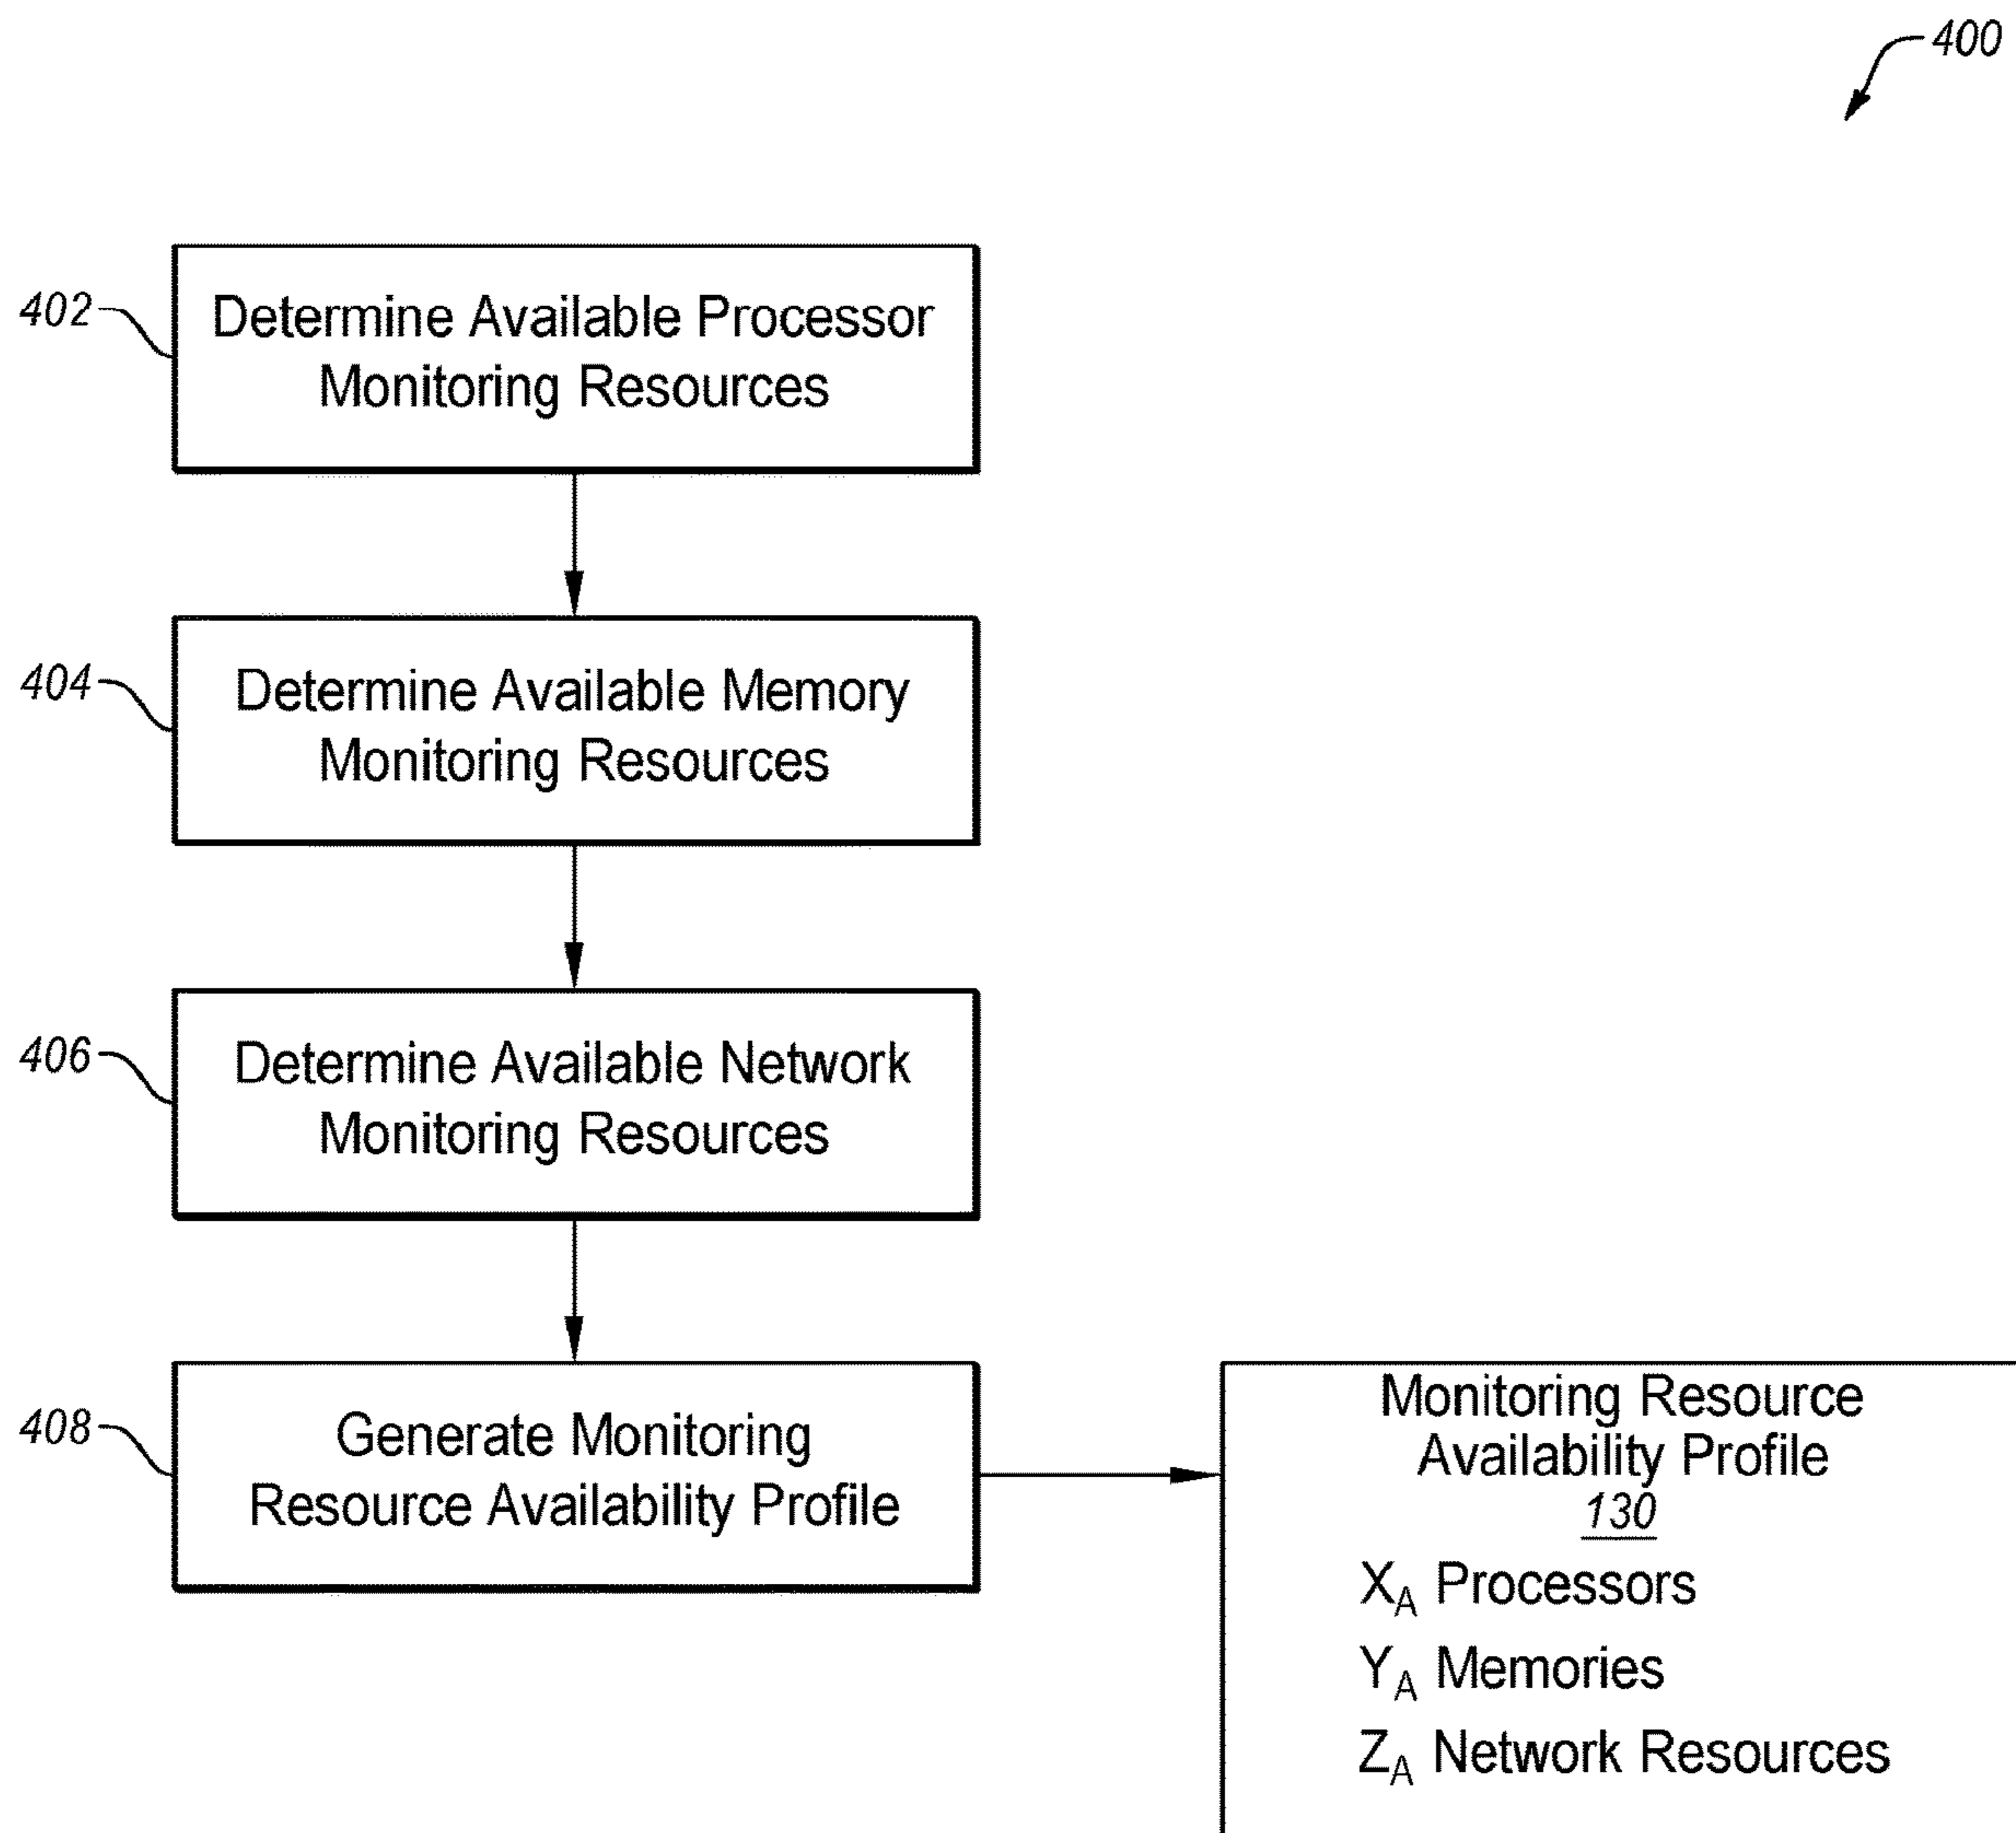 400
402
Determine Available Processor
Monitoring Resources
404
Determine Available Memory
Monitoring Resources
406
Determine Available Network
Monitoring Resources
408
Generate Monitoring
Resource Availability Profile
Monitoring Resource
Availability Profile
130
XA Processors
YA Memories
ZA Network Resources